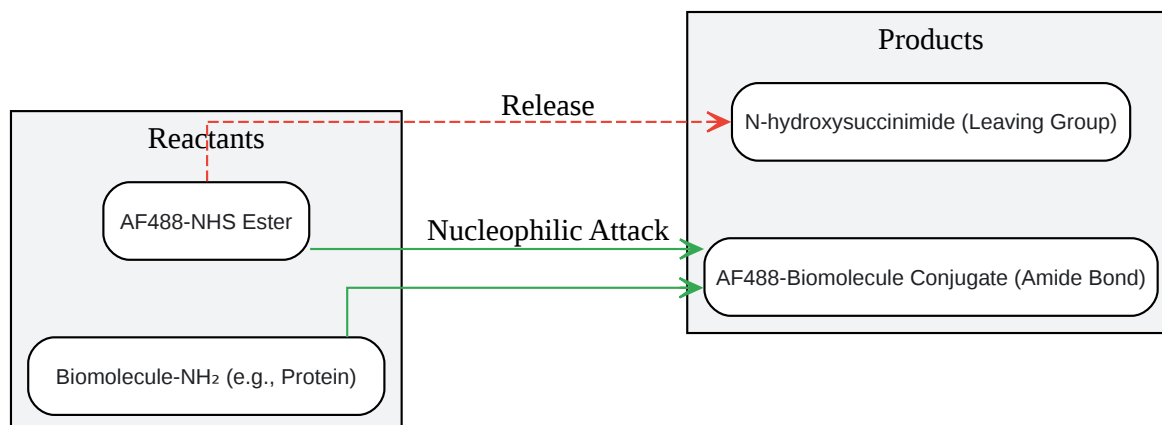 Products
Release
N-hydroxysuccinimide (Leaving Group)
Reactants
AF488-NHS Ester
Nucleophilic Attack
AF488-Biomolecule Conjugate (Amide Bond)
Biomolecule-NH₂ (e.g., Protein)